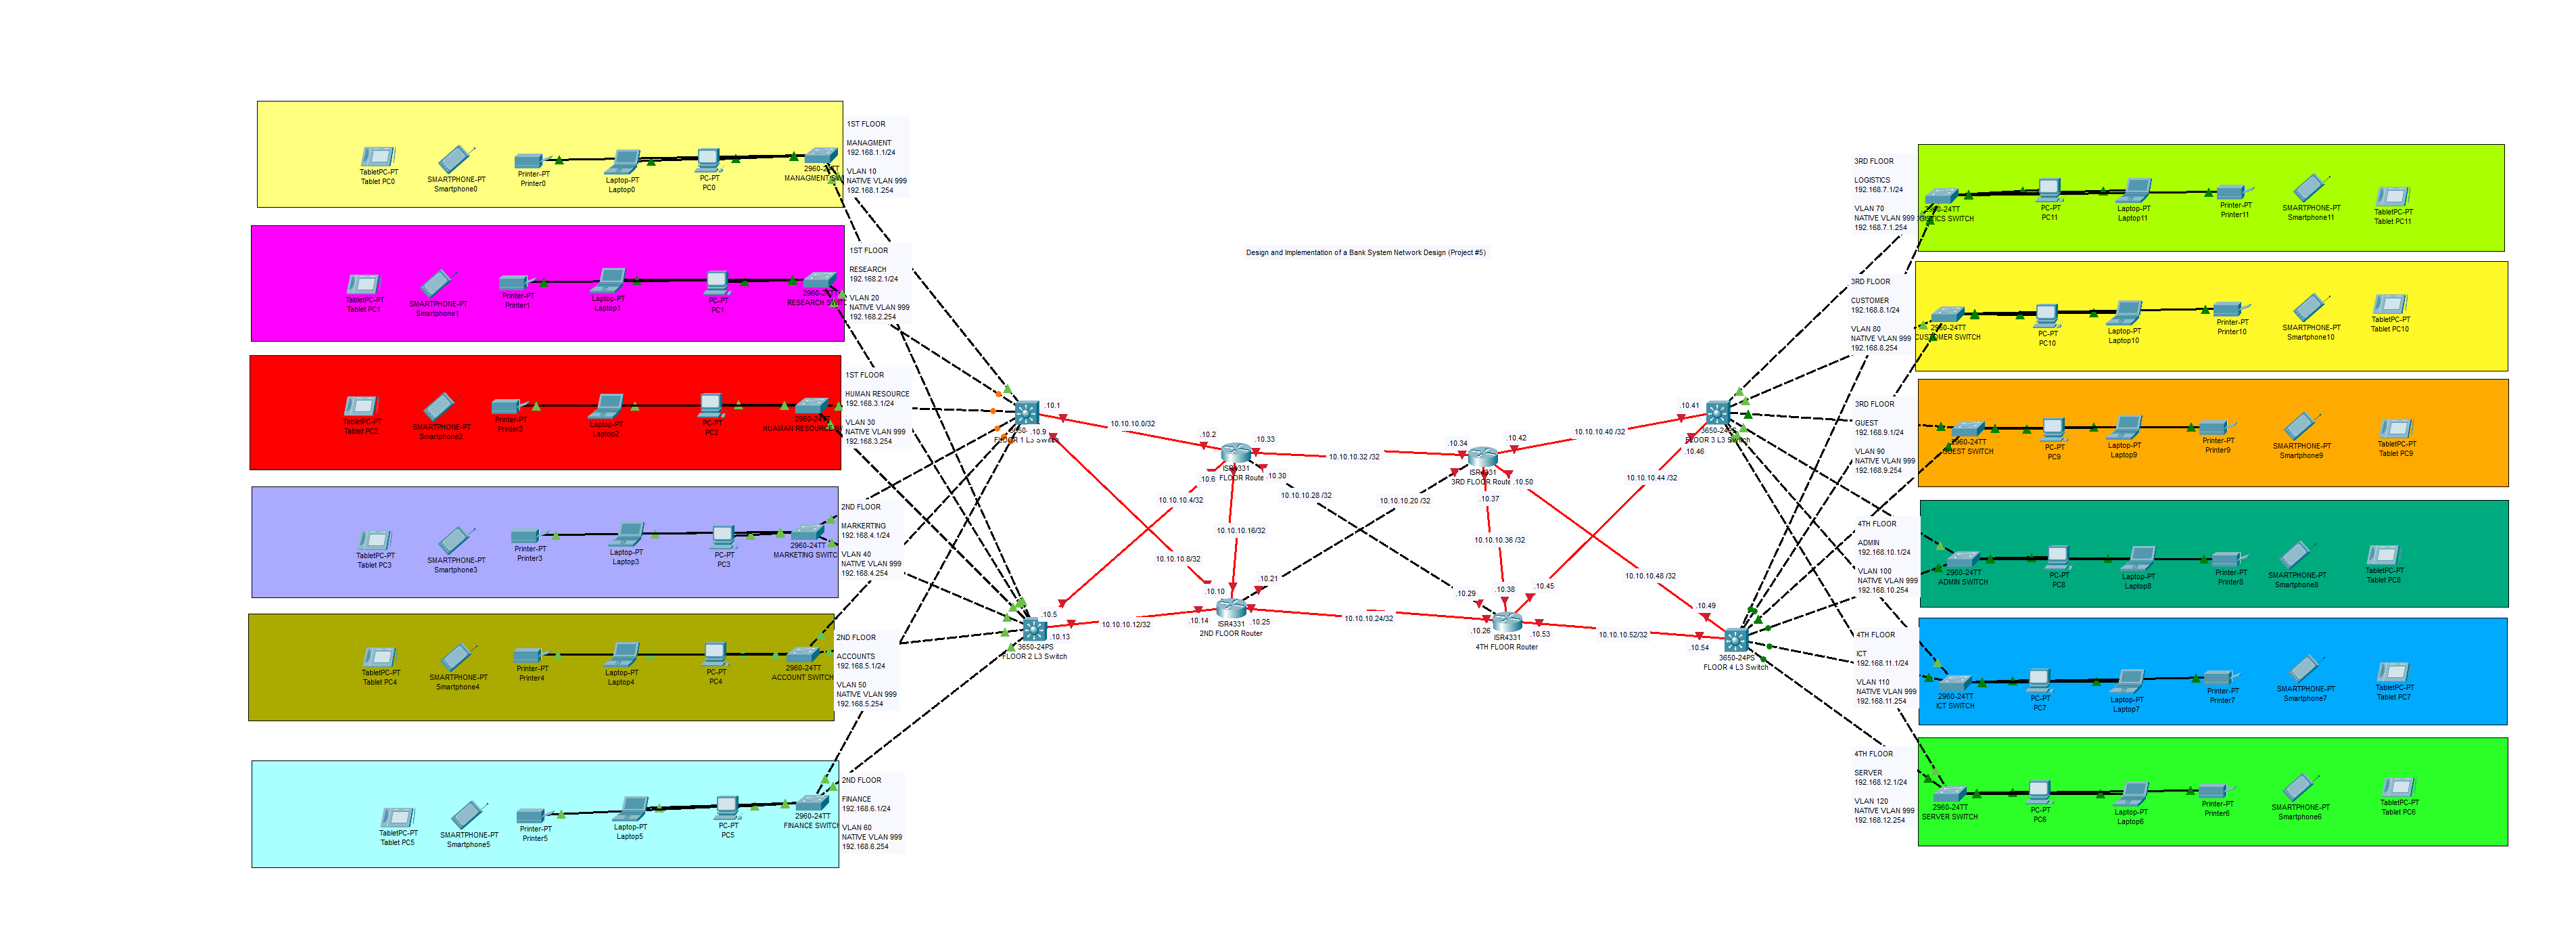 Design and Implementation of a Bank System Network Design (Project #5)
1ST FLOOR
MANAGMENT
192.168.1.1/24
VLAN 10
NATIVE VLAN 999
192.168.1.254
TabletPC-PT
Tablet PC0
SMARTPHONE-PT
Smartphone0
Printer-PT
Printer0
Laptop-PT
Laptop0
PC-PT
PC0
2960-24TT
1ST FLOOR
RESEARCH
192.168.2.1/24
VLAN 20
NATIVE VLAN 999
192.168.2.254
TabletPC-PT
Tablet PC1
SMARTPHONE-PT
Smartphone1
Printer-PT
Printer1
Laptop-PT
Laptop1
PC-PT
PC1
2960-24TT
1ST FLOOR
HUMAN RESOURCE
192.168.3.1/24
VLAN 30
NATIVE VLAN 999
192.168.3.254
TabletPC-PT
Tablet PC2
SMARTPHONE-PT
Smartphone2
Printer-PT
Printer2
Laptop-PT
Laptop2
PC-PT
PC2
2960-24TT
HUAMAN RESOURCE
2ND FLOOR
MARKERTING
192.168.4.1/24
VLAN 40
NATIVE VLAN 999
192.168.4.254
TabletPC-PT
Tablet PC3
SMARTPHONE-PT
Smartphone3
Printer-PT
Printer3
Laptop-PT
Laptop3
PC-PT
PC3
2960-24TT
MARKETING SWITC
2ND FLOOR
ACCOUNTS
192.168.5.1/24
VLAN 50
NATIVE VLAN 999
192.168.5.254
TabletPC-PT
Tablet PC4
SMARTPHONE-PT
Smartphone4
Printer-PT
Printer4
Laptop-PT
Laptop4
PC-PT
PC4
2960-24TT
ACCOUNT SWITCH
2ND FLOOR
FINANCE
192.168.6.1/24
VLAN 60
NATIVE VLAN 999
192.168.6.254
TabletPC-PT
Tablet PC5
SMARTPHONE-PT
Smartphone5
Printer-PT
Printer5
Laptop-PT
Laptop5
PC-PT
PC5
2960-24TT
FINANCE SWITCH
.10.1
.10.9
FLOOR 1 L3 Switch
10.10.10.0/32
.10.2
.10.33
ISR4331
FLOOR Route
.10.6
.10.30
10.10.10.32 /32
.10.34
.10.42
3RD FLOOR Route
.10.37
.10.50
10.10.10.40 /32
.10.41
FLOOR 3 L3 Switch
.10.46
10.10.10.4/32
10.10.10.28 /32
10.10.10.20 /32
10.10.10.44 /32
10.10.10.16/32
10.10.10.36 /32
10.10.10.8/32
10.10.10.48 /32
.10.5
.10.13
3650-24PS
FLOOR 2 L3 Switch
10.10.10.12/32
.10.10
.10.21
.10.14
.10.25
ISR4331
2ND FLOOR Router
10.10.10.24/32
.10.29
.10.38
.10.45
.10.26
.10.53
ISR4331
4TH FLOOR Router
10.10.10.52/32
.10.49
.10.54
3650-24PS
FLOOR 4 L3 Switch
3RD FLOOR
LOGISTICS
192.168.7.1/24
VLAN 70
NATIVE VLAN 999
192.168.7.1.254
PC-PT
PC11
Laptop-PT
Laptop11
Printer-PT
Printer11
SMARTPHONE-PT
Smartphone11
TabletPC-PT
Tablet PC11
3RD FLOOR
CUSTOMER
192.168.8.1/24
VLAN 80
NATIVE VLAN 999
192.168.8.254
2960-24TT
CUSTOMER SWITCH
PC-PT
PC10
Laptop-PT
Laptop10
Printer-PT
Printer10
SMARTPHONE-PT
Smartphone10
TabletPC-PT
Tablet PC10
3RD FLOOR
GUEST
192.168.9.1/24
VLAN 90
NATIVE VLAN 999
192.168.9.254
2960-24TT
GUEST SWITCH
PC-PT
PC9
Laptop-PT
Laptop9
Printer-PT
Printer9
SMARTPHONE-PT
Smartphone9
TabletPC-PT
Tablet PC9
4TH FLOOR
ADMIN
192.168.10.1/24
VLAN 100
NATIVE VLAN 999
192.168.10.254
2960-24TT
ADMIN SWITCH
PC-PT
PC8
Laptop-PT
Laptop8
Printer-PT
Printer8
SMARTPHONE-PT
Smartphone8
TabletPC-PT
Tablet PC8
4TH FLOOR
ICT
192.168.11.1/24
VLAN 110
NATIVE VLAN 999
192.168.11.254
2960-24TT
ICT SWITCH
PC-PT
PC7
Laptop-PT
Laptop7
Printer-PT
Printer7
SMARTPHONE-PT
Smartphone7
TabletPC-PT
Tablet PC7
4TH FLOOR
SERVER
192.168.12.1/24
VLAN 120
NATIVE VLAN 999
192.168.12.254
2960-24TT
SERVER SWITCH
PC-PT
PC6
Laptop-PT
Laptop6
Printer-PT
Printer6
SMARTPHONE-PT
Smartphone6
TabletPC-PT
Tablet PC6